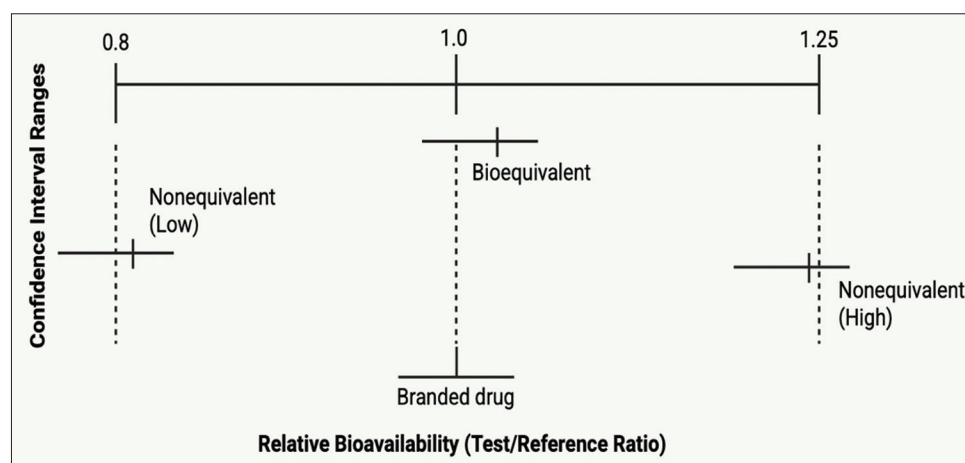 0.8
1.0
1.25
Confidence Interval Ranges
Bioequivalent
Nonequivalent
(Low)
Nonequivalent
(High)
Branded drug
Relative Bioavailability (Test/Reference Ratio)